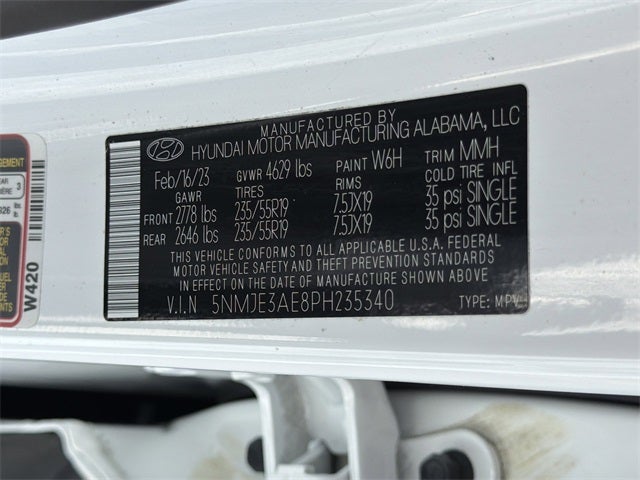 MANUFACTURED BY
HYUNDAI MOTOR MANUFACTURING ALABAMA, LLC
Feb/16/23 GVWR 4629 lbs PAINT W6H TRIM MMH
GAWR TIRES RIMS COLD TIRE INFL
FRONT 2778 lbs 235/55R19 7.5JX19 35 psi SINGLE
REAR 2646 lbs 235/55R19 7.5JX19 35 psi SINGLE
THIS VEHICLE CONFORMS TO ALL APPLICABLE U.S.A. FEDERAL
MOTOR VEHICLE SAFETY AND THEFT PREVENTION STANDARDS
IN EFFECT ON THE DATE OF MANUFACTURE SHOWN ABOVE.
V.I.N 5NMJE3AE8PH235340 TYPE: MPV
W420
3